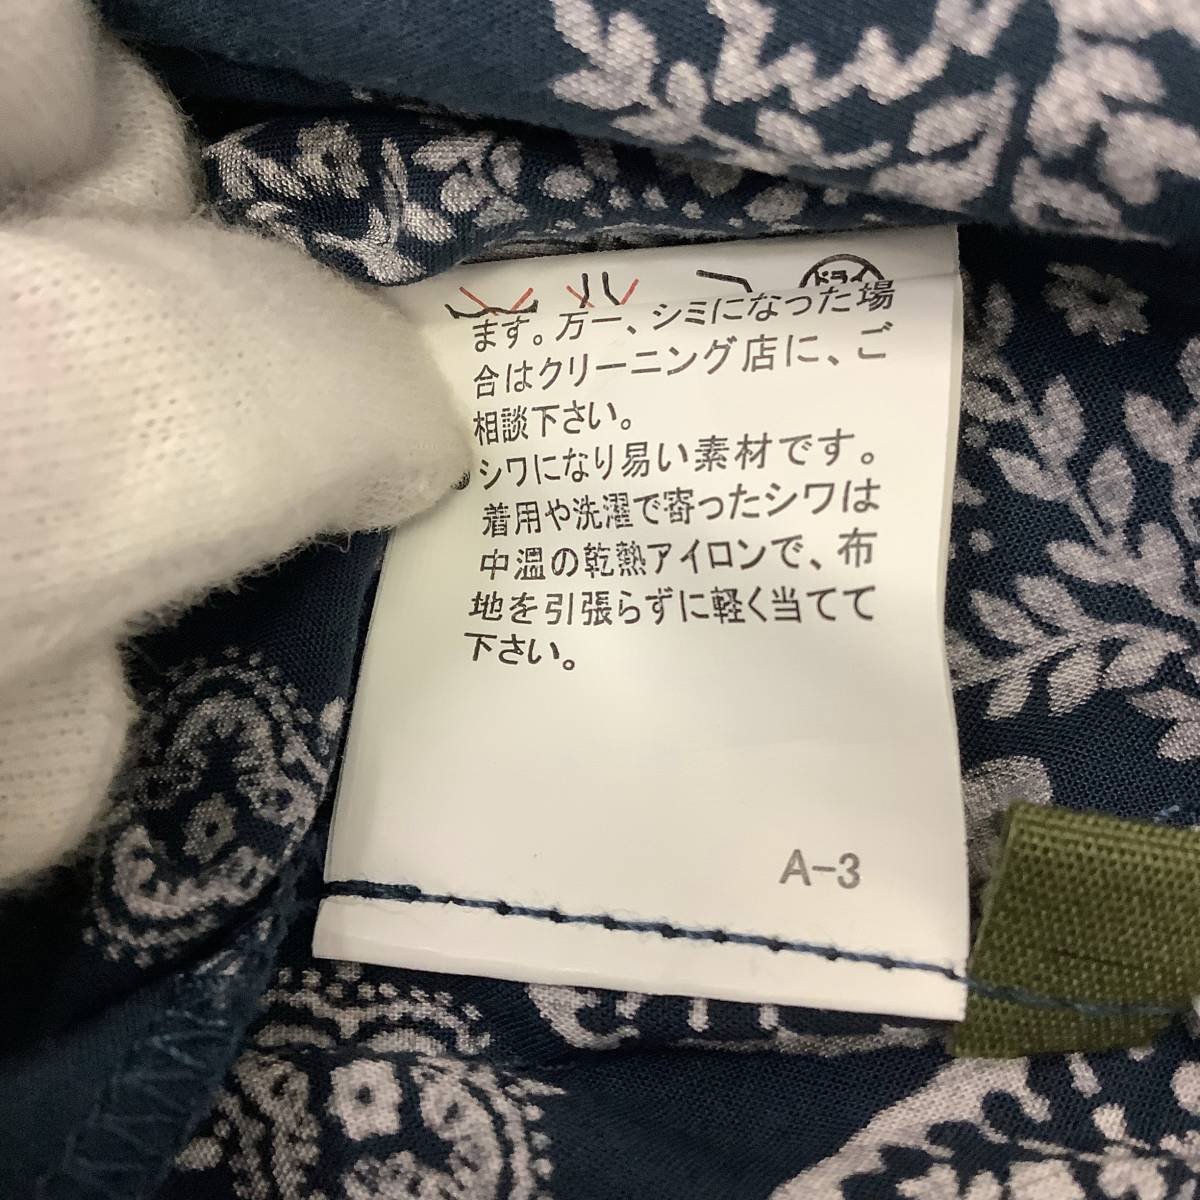 ドライ
ます。万一、シミになった場
合はクリーニング店に、ご
相談下さい。
シワになり易い素材です。
着用や洗濯で寄ったシワは
中温の乾熱アイロンで、布
地を引張らずに軽く当てて
下さい。
A-3